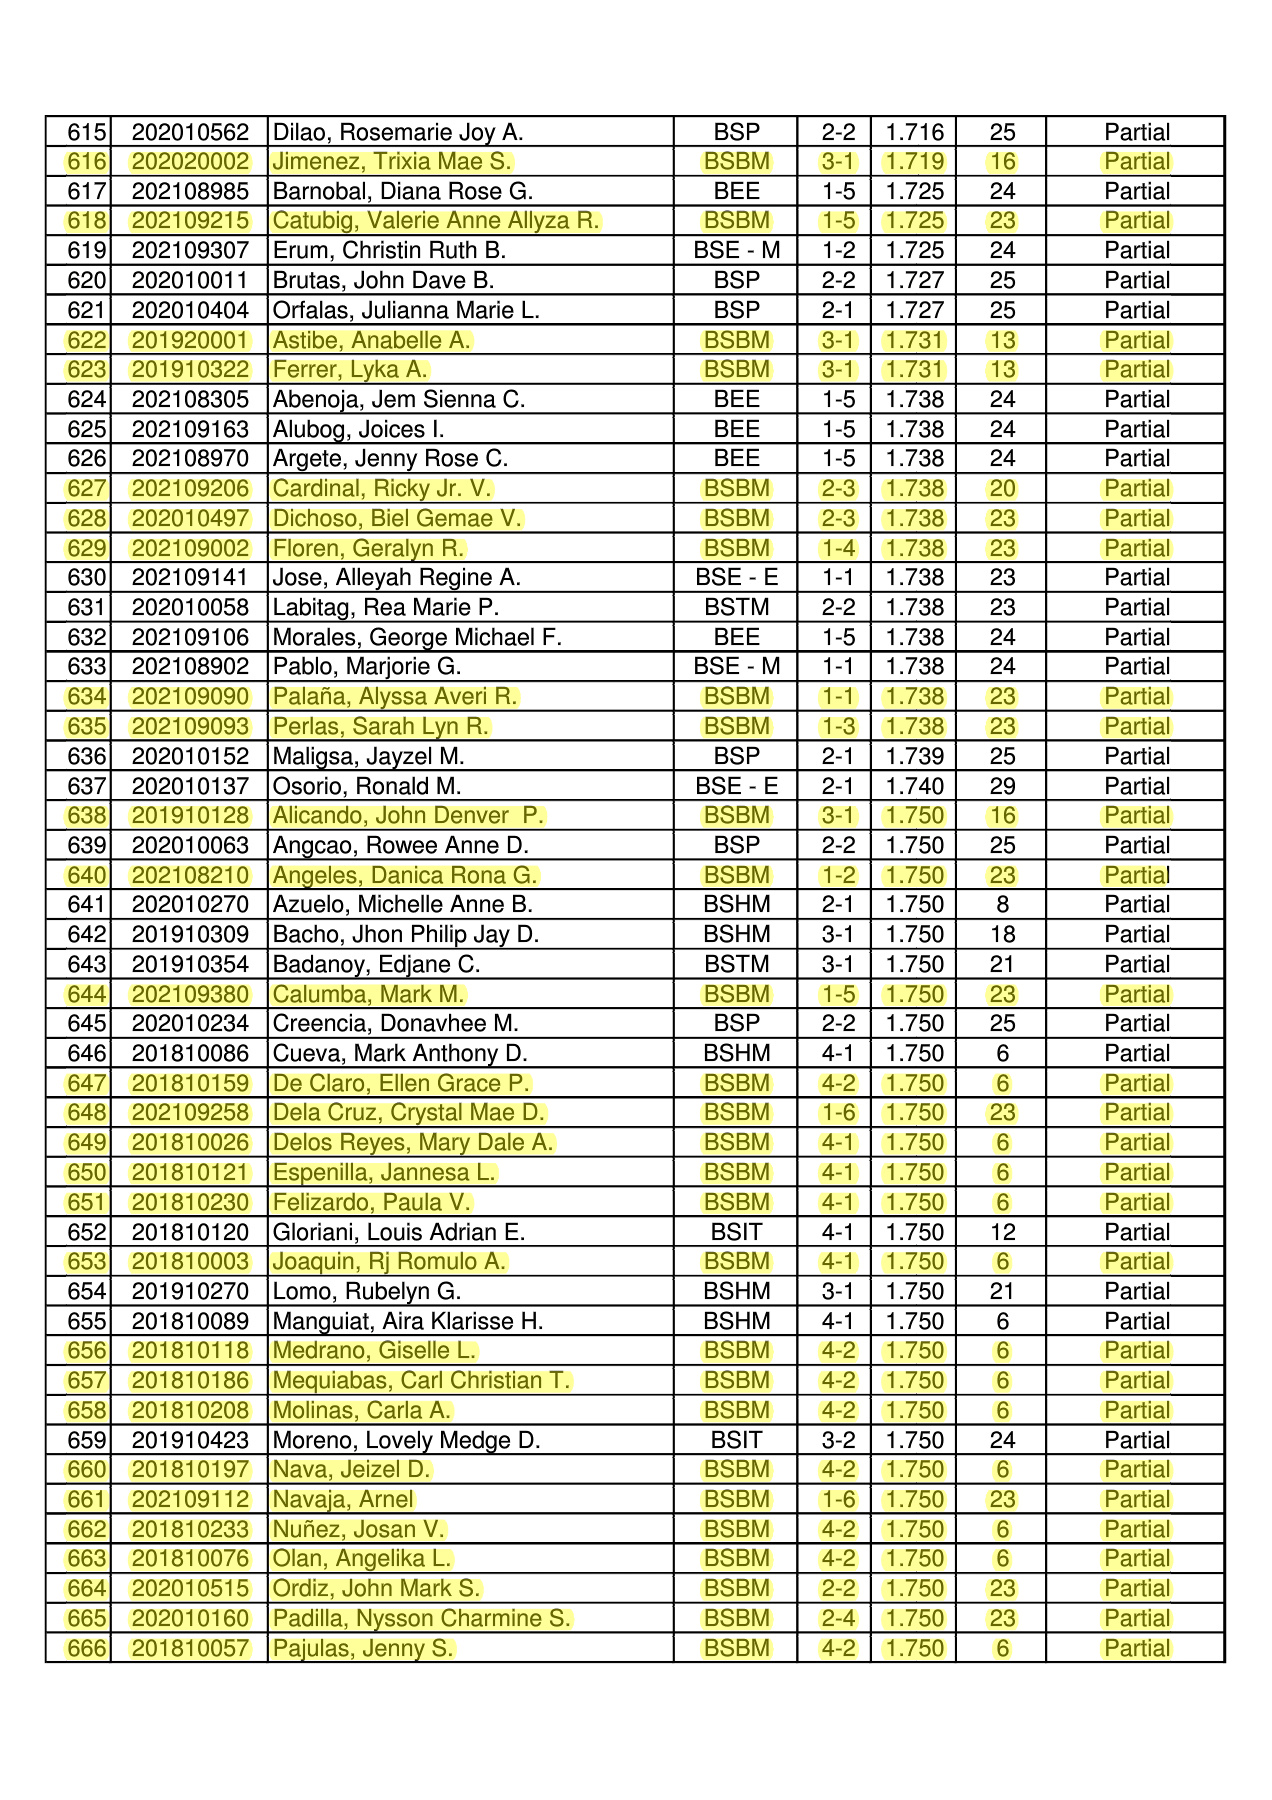 615 202010562 Dilao, Rosemarie Joy A. BSP 2-2 1.716 25 Partial
616 202020002 Jimenez, Trixia Mae S. BSBM 3-1 1.719 16 Partial
617 202108985 Barnobal, Diana Rose G. BEE 1-5 1.725 24 Partial
618 202109215 Catubig, Valerie Anne Allyza R. BSBM 1-5 1.725 23 Partial
619 202109307 Erum, Christin Ruth B. BSE - M 1-2 1.725 24 Partial
620 202010011 Brutas, John Dave B. BSP 2-2 1.727 25 Partial
621 202010404 Orfalas, Julianna Marie L. BSP 2-1 1.727 25 Partial
622 201920001 Astibe, Anabelle A. BSBM 3-1 1.731 13 Partial
623 201910322 Ferrer, Lyka A. BSBM 3-1 1.731 13 Partial
624 202108305 Abenoja, Jem Sienna C. BEE 1-5 1.738 24 Partial
625 202109163 Alubog, Joices I. BEE 1-5 1.738 24 Partial
626 202108970 Argete, Jenny Rose C. BEE 1-5 1.738 24 Partial
627 202109206 Cardinal, Ricky Jr. V. BSBM 2-3 1.738 20 Partial
628 202010497 Dichoso, Biel Gemae V. BSBM 2-3 1.738 23 Partial
629 202109002 Floren, Geralyn R. BSBM 1-4 1.738 23 Partial
630 202109141 Jose, Alleyah Regine A. BSE - E 1-1 1.738 23 Partial
631 202010058 Labitag, Rea Marie P. BSTM 2-2 1.738 23 Partial
632 202109106 Morales, George Michael F. BEE 1-5 1.738 24 Partial
633 202108902 Pablo, Marjorie G. BSE - M 1-1 1.738 24 Partial
634 202109090 Palaña, Alyssa Averi R. BSBM 1-1 1.738 23 Partial
635 202109093 Perlas, Sarah Lyn R. BSBM 1-3 1.738 23 Partial
636 202010152 Maligsa, Jayzel M. BSP 2-1 1.739 25 Partial
637 202010137 Osorio, Ronald M. BSE - E 2-1 1.740 29 Partial
638 201910128 Alicando, John Denver  P. BSBM 3-1 1.750 16 Partial
639 202010063 Angcao, Rowee Anne D. BSP 2-2 1.750 25 Partial
640 202108210 Angeles, Danica Rona G. BSBM 1-2 1.750 23 Partial
641 202010270 Azuelo, Michelle Anne B. BSHM 2-1 1.750 8 Partial
642 201910309 Bacho, Jhon Philip Jay D. BSHM 3-1 1.750 18 Partial
643 201910354 Badanoy, Edjane C. BSTM 3-1 1.750 21 Partial
644 202109380 Calumba, Mark M. BSBM 1-5 1.750 23 Partial
645 202010234 Creencia, Donavhee M. BSP 2-2 1.750 25 Partial
646 201810086 Cueva, Mark Anthony D. BSHM 4-1 1.750 6 Partial
647 201810159 De Claro, Ellen Grace P. BSBM 4-2 1.750 6 Partial
648 202109258 Dela Cruz, Crystal Mae D. BSBM 1-6 1.750 23 Partial
649 201810026 Delos Reyes, Mary Dale A. BSBM 4-1 1.750 6 Partial
650 201810121 Espenilla, Jannesa L. BSBM 4-1 1.750 6 Partial
651 201810230 Felizardo, Paula V. BSBM 4-1 1.750 6 Partial
652 201810120 Gloriani, Louis Adrian E. BSIT 4-1 1.750 12 Partial
653 201810003 Joaquin, Rj Romulo A. BSBM 4-1 1.750 6 Partial
654 201910270 Lomo, Rubelyn G. BSHM 3-1 1.750 21 Partial
655 201810089 Manguiat, Aira Klarisse H. BSHM 4-1 1.750 6 Partial
656 201810118 Medrano, Giselle L. BSBM 4-2 1.750 6 Partial
657 201810186 Mequiabas, Carl Christian T. BSBM 4-2 1.750 6 Partial
658 201810208 Molinas, Carla A. BSBM 4-2 1.750 6 Partial
659 201910423 Moreno, Lovely Medge D. BSIT 3-2 1.750 24 Partial
660 201810197 Nava, Jeizel D. BSBM 4-2 1.750 6 Partial
661 202109112 Navaja, Arnel BSBM 1-6 1.750 23 Partial
662 201810233 Nuñez, Josan V. BSBM 4-2 1.750 6 Partial
663 201810076 Olan, Angelika L. BSBM 4-2 1.750 6 Partial
664 202010515 Ordiz, John Mark S. BSBM 2-2 1.750 23 Partial
665 202010160 Padilla, Nysson Charmine S. BSBM 2-4 1.750 23 Partial
666 201810057 Pajulas, Jenny S. BSBM 4-2 1.750 6 Partial